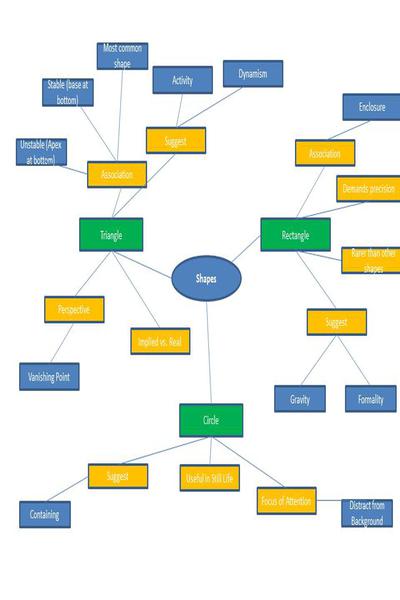 Most common
shape
Stable (base at
bottom)
Activity
Dynamism
Enclosure
Unstable (Apex
at bottom)
Suggest
Association
Association
Demands precision
Triangle
Rectangle
Rarer than other
shapes
Shapes
Perspective
Implied vs. Real
Suggest
Vanishing Point
Gravity
Formality
Circle
Suggest
Useful in Still Life
Focus of Attention
Containing
Distract from
Background